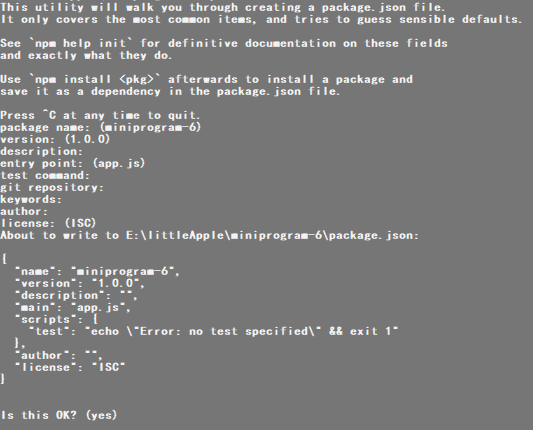 This utility will walk you through creating a package.json file.
It only covers the most common items, and tries to guess sensible defaults.
See `npm help init` for definitive documentation on these fields
and exactly what they do.
Use `npm install <pkg>` afterwards to install a package and
save it as a dependency in the package.json file.
Press ^C at any time to quit.
package name: (miniprogram-6)
version: (1.0.0)
description:
entry point: (app.js)
test command:
git repository:
keywords:
author:
license: (ISC)
About to write to E:\littleApple\miniprogram-6\package.json:
{
  "name": "miniprogram-6",
  "version": "1.0.0",
  "description": "",
  "main": "app.js",
  "scripts": {
    "test": "echo \"Error: no test specified\" && exit 1"
  },
  "author": "",
  "license": "ISC"
}
Is this OK? (yes)